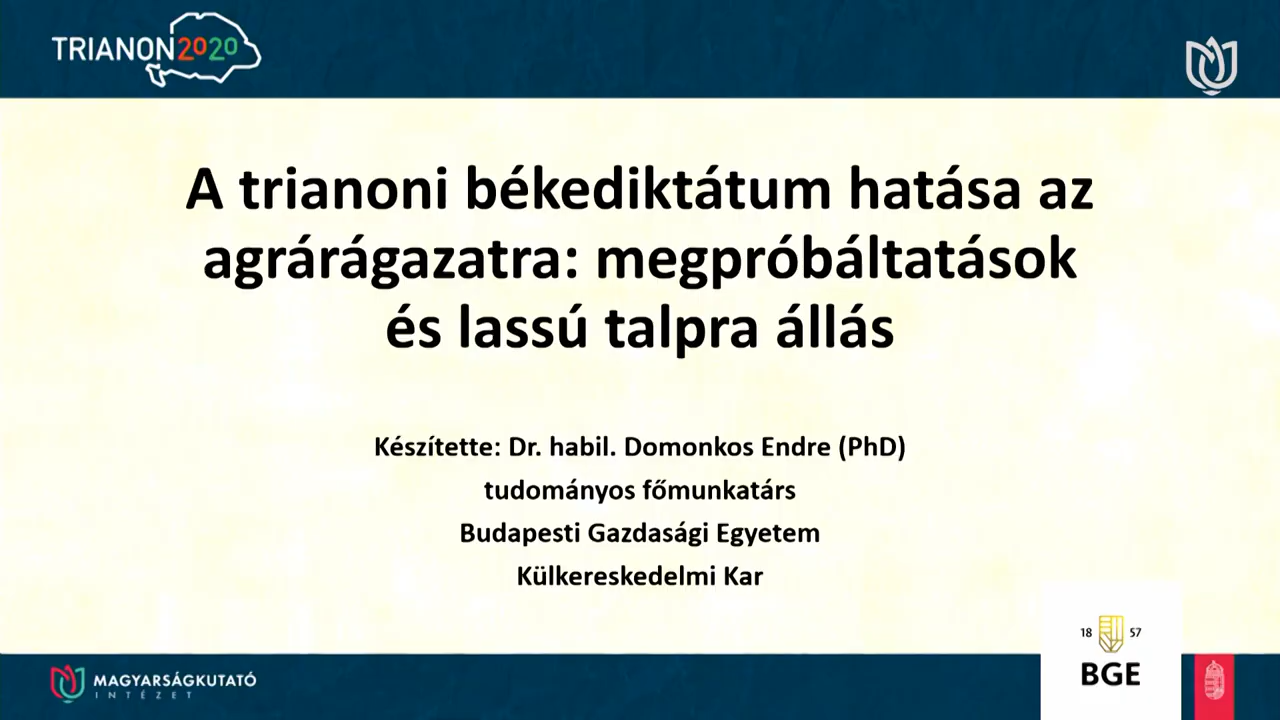 TRIANON2020
A trianoni békediktátum hatása az
agrárágazatra: megpróbáltatások
és lassú talpra állás
Készítette: Dr. habil. Domonkos Endre (PhD)
tudományos főmunkatárs
Budapesti Gazdasági Egyetem
Külkereskedelmi Kar
18 57
BGE
MAGYARSÁGKUTATÓ
INTÉZET